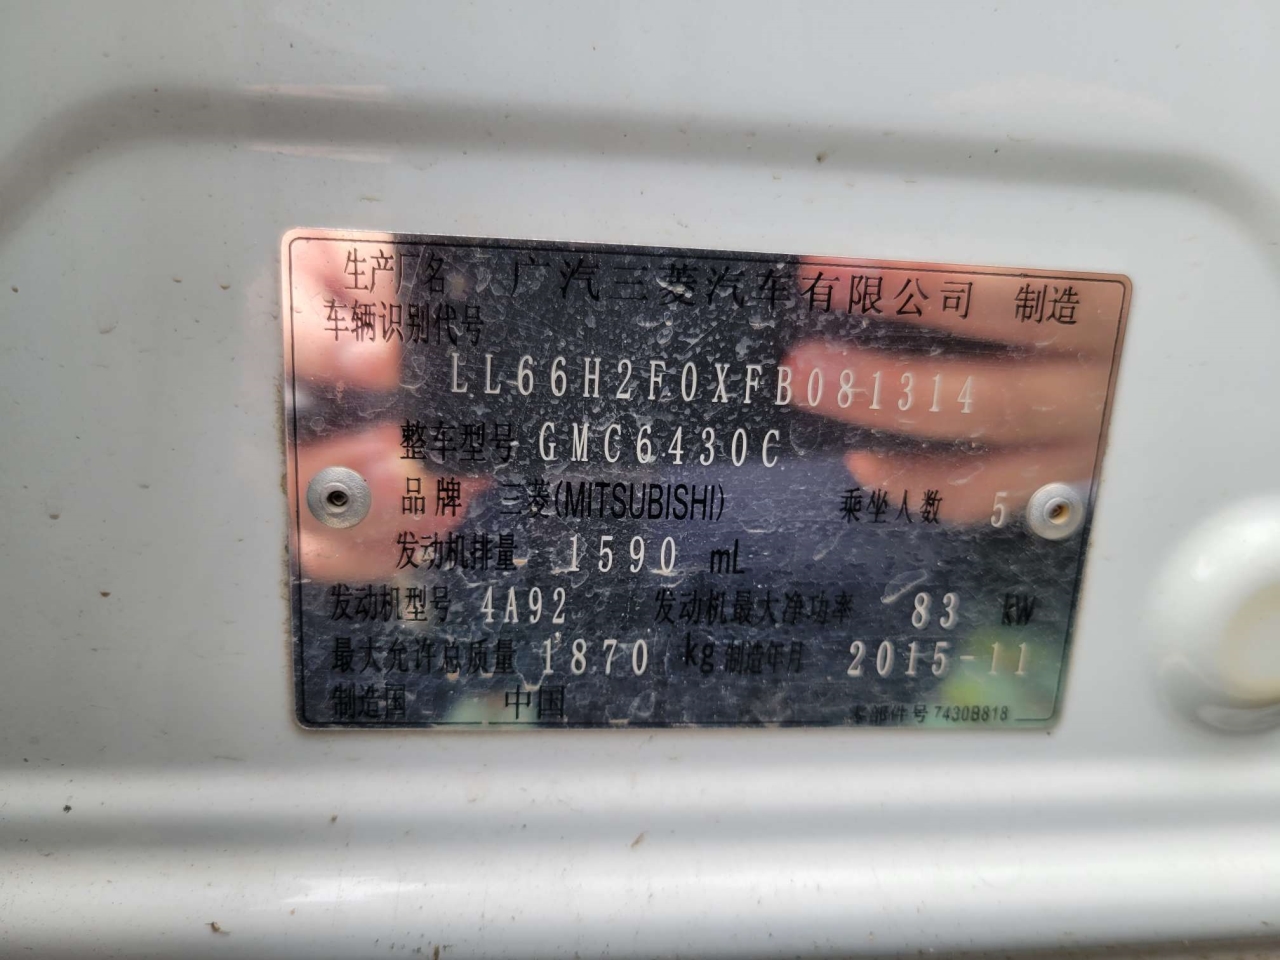 生产厂名 广汽三菱汽车有限公司 制造
车辆识别代号
LL66H2F0XFB081314
整车型号 GMC6430C
品牌 三菱(MITSUBISHI) 乘坐人数 5
发动机排量 1590 mL
发动机型号 4A92 发动机最大净功率 83 kW
最大允许总质量 1870 kg 制造年月 2015-11
制造国 中国
零部件号 7430B818